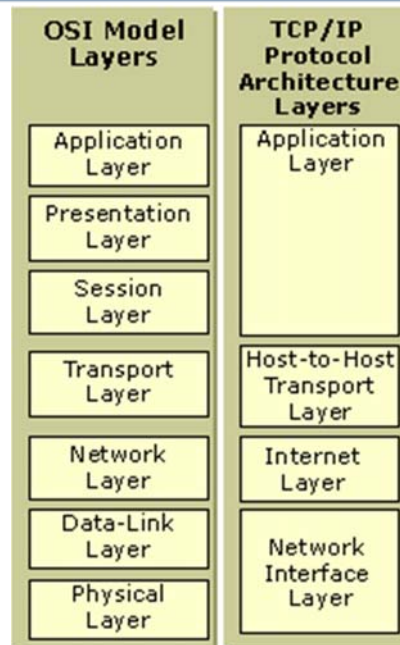 OSI Model
Layers
Application
Layer
Presentation
Layer
Session
Layer
Transport
Layer
Network
Layer
Data-Link
Layer
Physical
Layer
TCP/IP
Protocol
Architecture
Layers
Application
Layer
Host-to-Host
Transport
Layer
Internet
Layer
Network
Interface
Layer